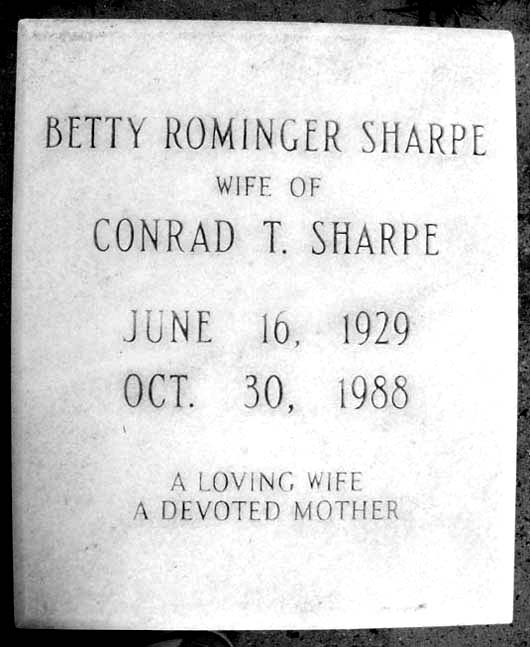 BETTY ROMINGER SHARPE
WIFE OF
CONRAD T. SHARPE
JUNE 16, 1929
OCT. 30, 1988
A LOVING WIFE
A DEVOTED MOTHER